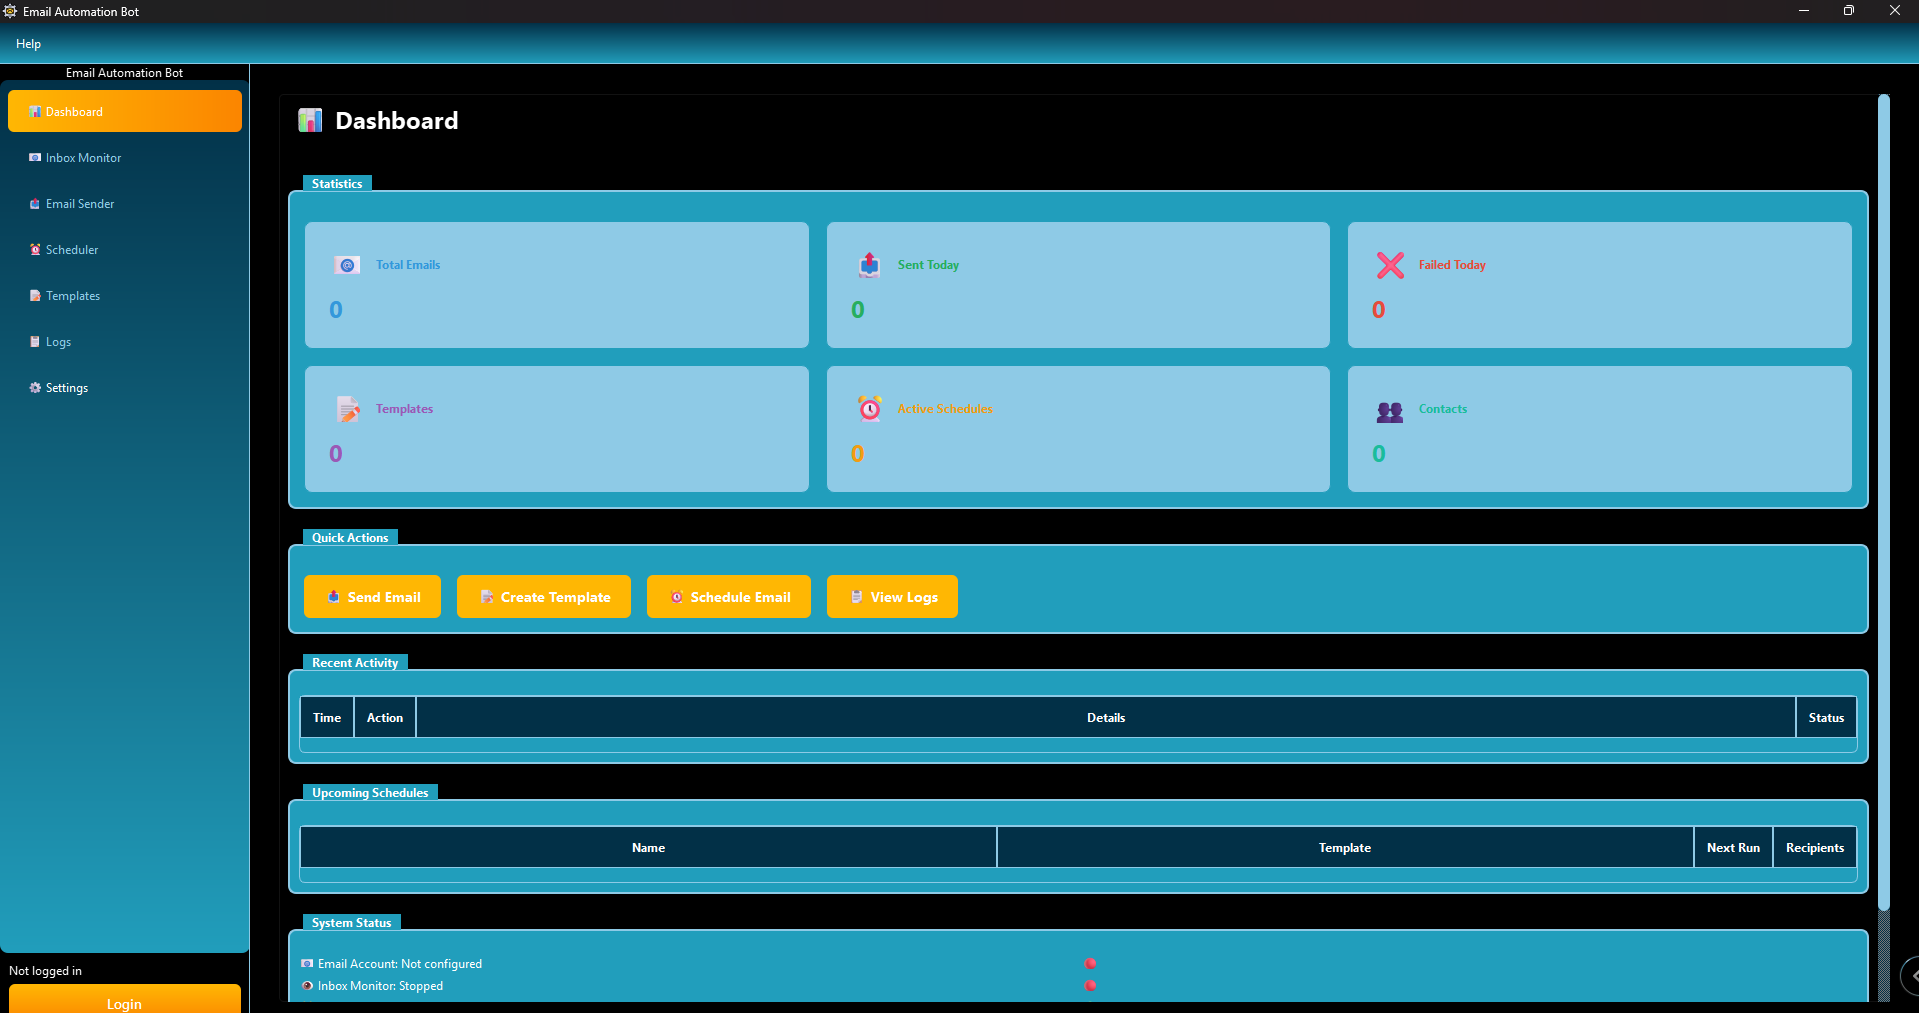 Email Automation Bot
Help
Email Automation Bot
Dashboard
Inbox Monitor
Email Sender
Scheduler
Templates
Logs
Settings
Not logged in
Login
Dashboard
Statistics
Total Emails
0
Sent Today
0
Failed Today
0
Templates
0
Active Schedules
0
Contacts
0
Quick Actions
Send Email
Create Template
Schedule Email
View Logs
Recent Activity
Time Action Details Status
Upcoming Schedules
Name Template Next Run Recipients
System Status
Email Account: Not configured
Inbox Monitor: Stopped